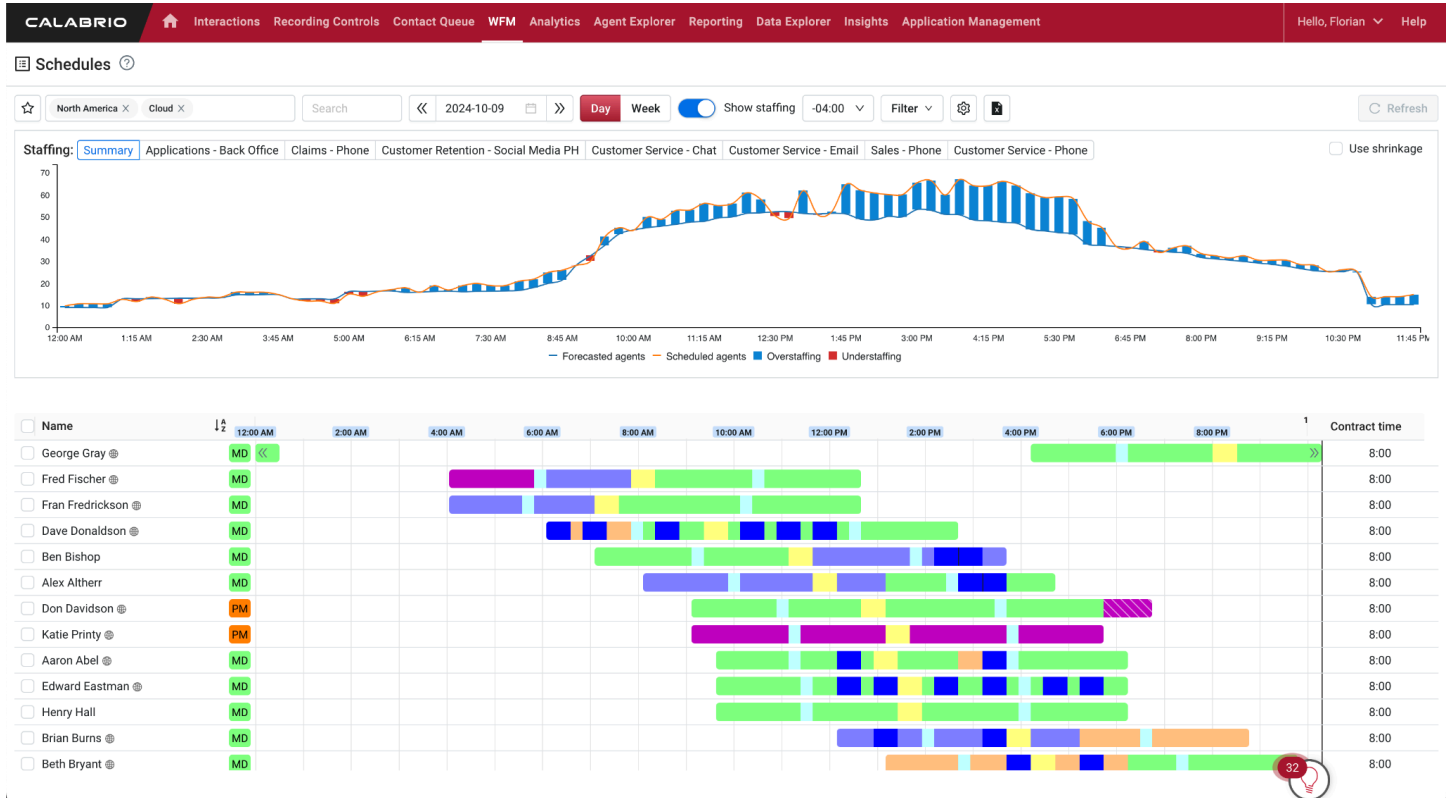 CALABRIO Interactions Recording Controls Contact Queue WFM Analytics Agent Explorer Reporting Data Explorer Insights Application Management Hello, Florian Help
Schedules ?
North America × Cloud × Search 2024-10-09 Day Week Show staffing -04:00 Filter x Refresh
Staffing: Summary Applications - Back Office Claims - Phone Customer Retention - Social Media PH Customer Service - Chat Customer Service - Email Sales - Phone Customer Service - Phone Use shrinkage
70
60
50
40
30
20
10
0
12:00 AM 1:15 AM 2:30 AM 3:45 AM 5:00 AM 6:15 AM 7:30 AM 8:45 AM 10:00 AM 11:15 AM 12:30 PM 1:45 PM 3:00 PM 4:15 PM 5:30 PM 6:45 PM 8:00 PM 9:15 PM 10:30 PM 11:45 PM
Forecasted agents Scheduled agents Overstaffing Understaffing
Name AZ 12:00 AM 2:00 AM 4:00 AM 6:00 AM 8:00 AM 10:00 AM 12:00 PM 2:00 PM 4:00 PM 6:00 PM 8:00 PM 1 Contract time
George Gray MD 8:00
Fred Fischer MD 8:00
Fran Fredrickson MD 8:00
Dave Donaldson MD 8:00
Ben Bishop MD 8:00
Alex Altherr MD 8:00
Don Davidson PM 8:00
Katie Printy PM 8:00
Aaron Abel MD 8:00
Edward Eastman MD 8:00
Henry Hall MD 8:00
Brian Burns MD 8:00
Beth Bryant MD 8:00
32